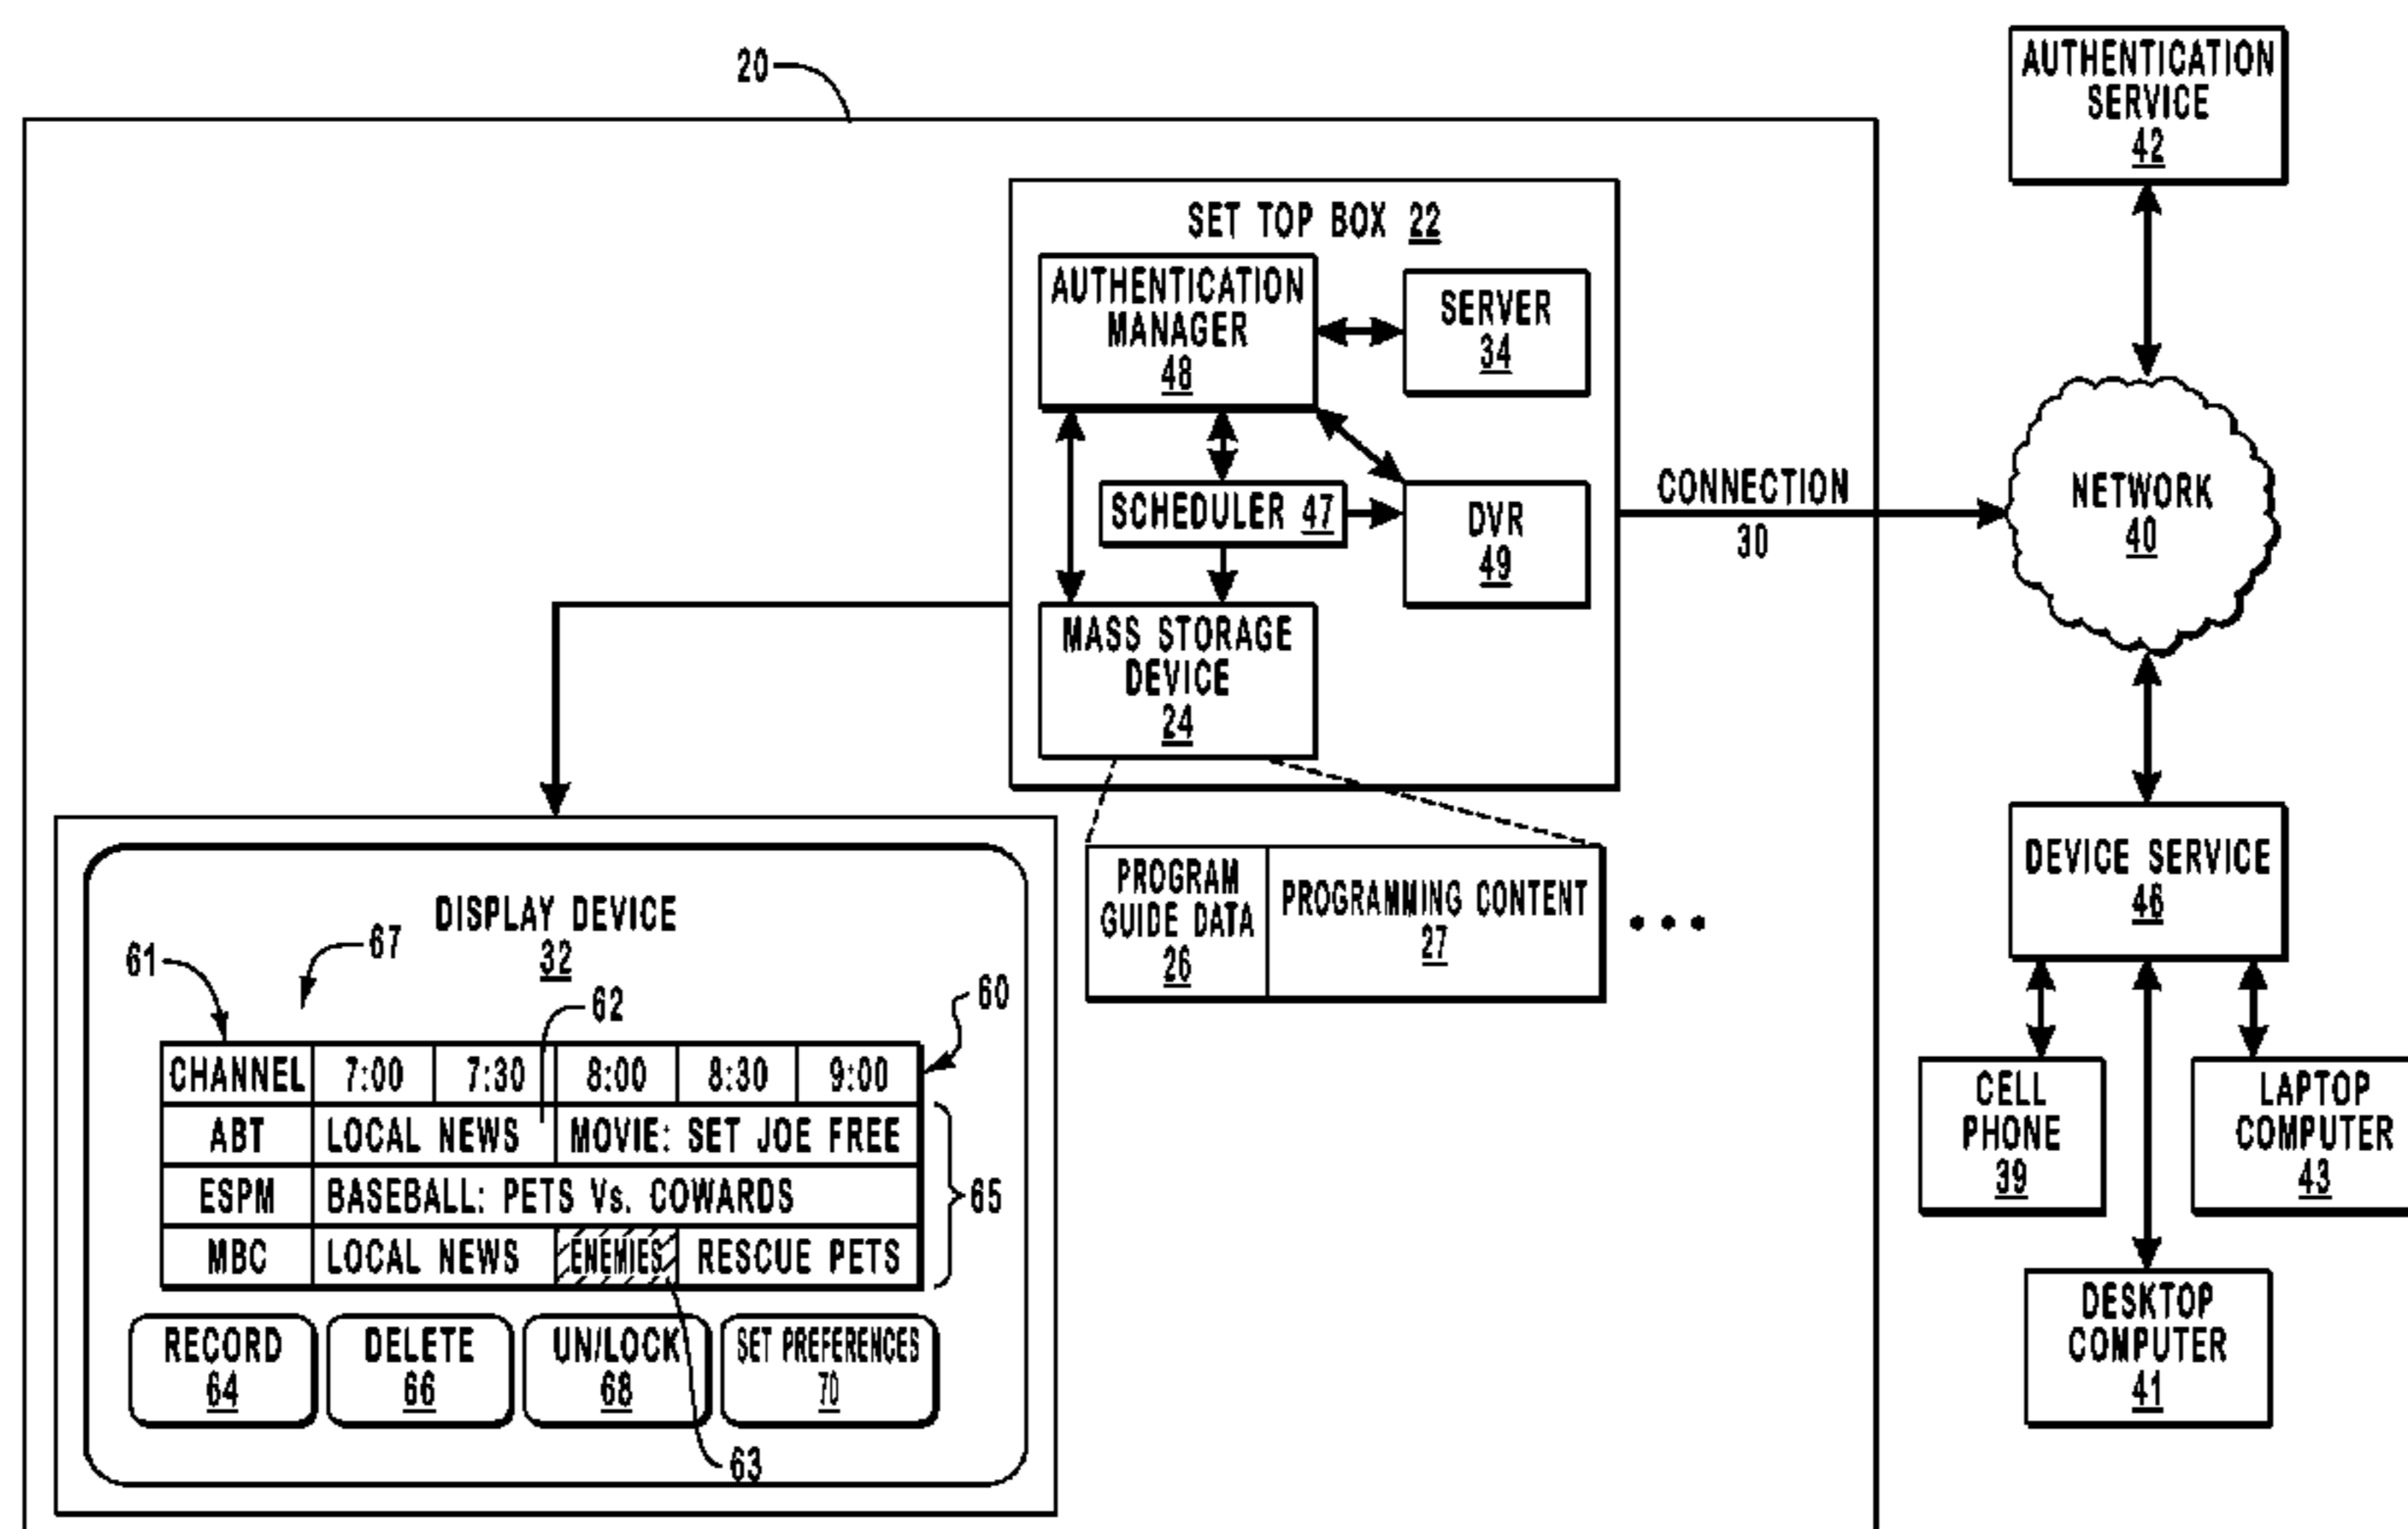 20
AUTHENTICATION
SERVICE
42
SET TOP BOX 22
AUTHENTICATION
MANAGER
48
SERVER
34
SCHEDULER 47
DVR
49
MASS STORAGE
DEVICE
24
CONNECTION
30
NETWORK
40
PROGRAM
GUIDE DATA
26
PROGRAMMING CONTENT
27
• • •
DEVICE SERVICE
46
CELL
PHONE
39
LAPTOP
COMPUTER
43
DESKTOP
COMPUTER
41
DISPLAY DEVICE
32
61
67
62
60
CHANNEL 7:00 7:30 8:00 8:30 9:00
ABT LOCAL NEWS MOVIE: SET JOE FREE
ESPM BASEBALL: PETS Vs. COWARDS
MBC LOCAL NEWS ENEMIES RESCUE PETS
65
RECORD
64
DELETE
66
UN/LOCK
68
SET PREFERENCES
70
63